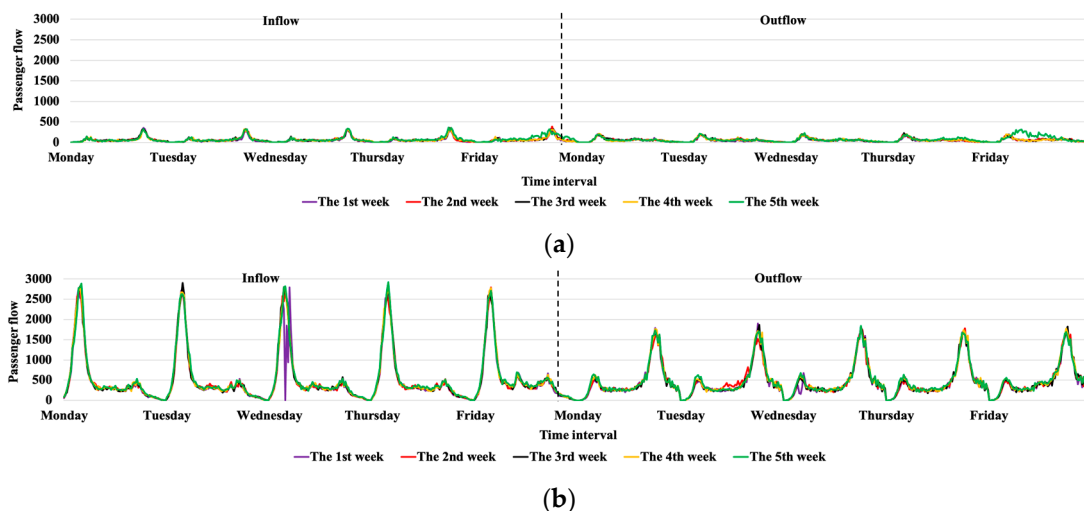 Inflow Outflow
3000
2500
2000
1500
1000
500
0
Passenger flow
Monday Tuesday Wednesday Thursday Friday Monday Tuesday Wednesday Thursday Friday
Time interval
The 1st week The 2nd week The 3rd week The 4th week The 5th week
(a)
Inflow Outflow
3000
2500
2000
1500
1000
500
0
Passenger flow
Monday Tuesday Wednesday Thursday Friday Monday Tuesday Wednesday Thursday Friday
Time interval
The 1st week The 2nd week The 3rd week The 4th week The 5th week
(b)